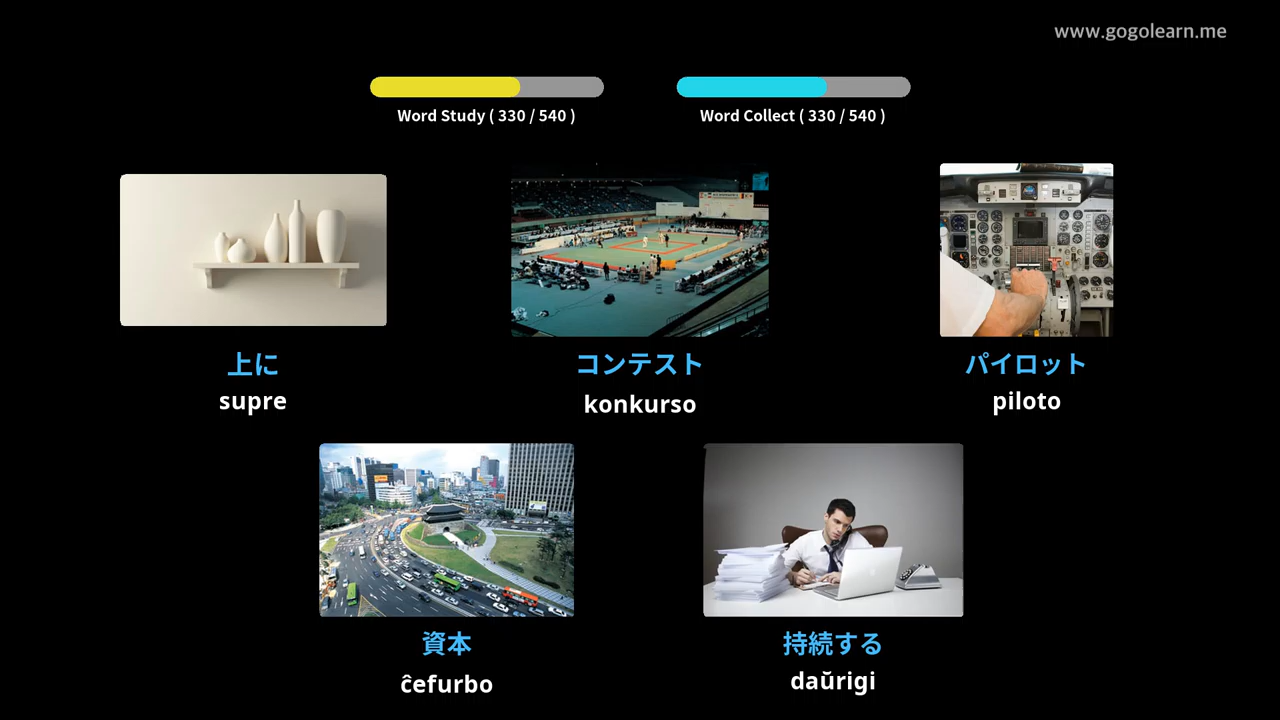 www.gogolearn.me
Word Study ( 330 / 540 )
Word Collect ( 330 / 540 )
上に
supre
コンテスト
konkurso
パイロット
piloto
資本
ĉefurbo
持続する
daŭrigi